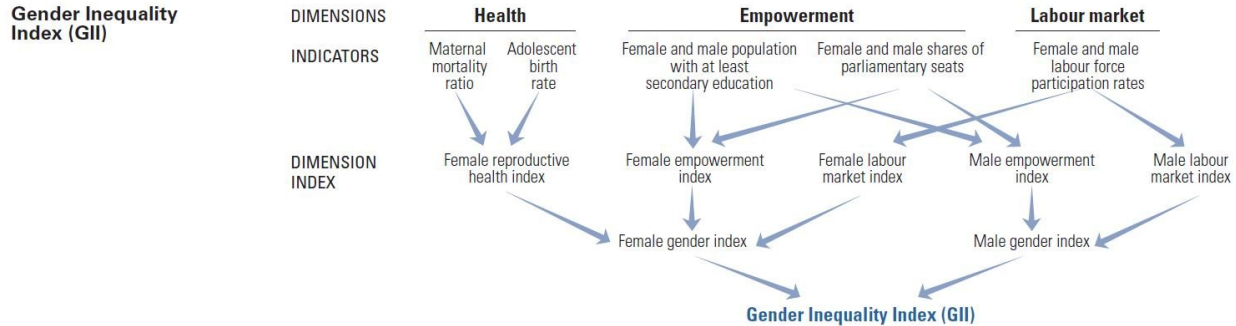 Gender Inequality
Index (GII)
DIMENSIONS
Health
Empowerment
Labour market
INDICATORS
Maternal
mortality
ratio
Adolescent
birth
rate
Female and male population
with at least
secondary education
Female and male shares of
parliamentary seats
Female and male
labour force
participation rates
DIMENSION
INDEX
Female reproductive
health index
Female empowerment
index
Female labour
market index
Male empowerment
index
Male labour
market index
Female gender index
Male gender index
Gender Inequality Index (GII)